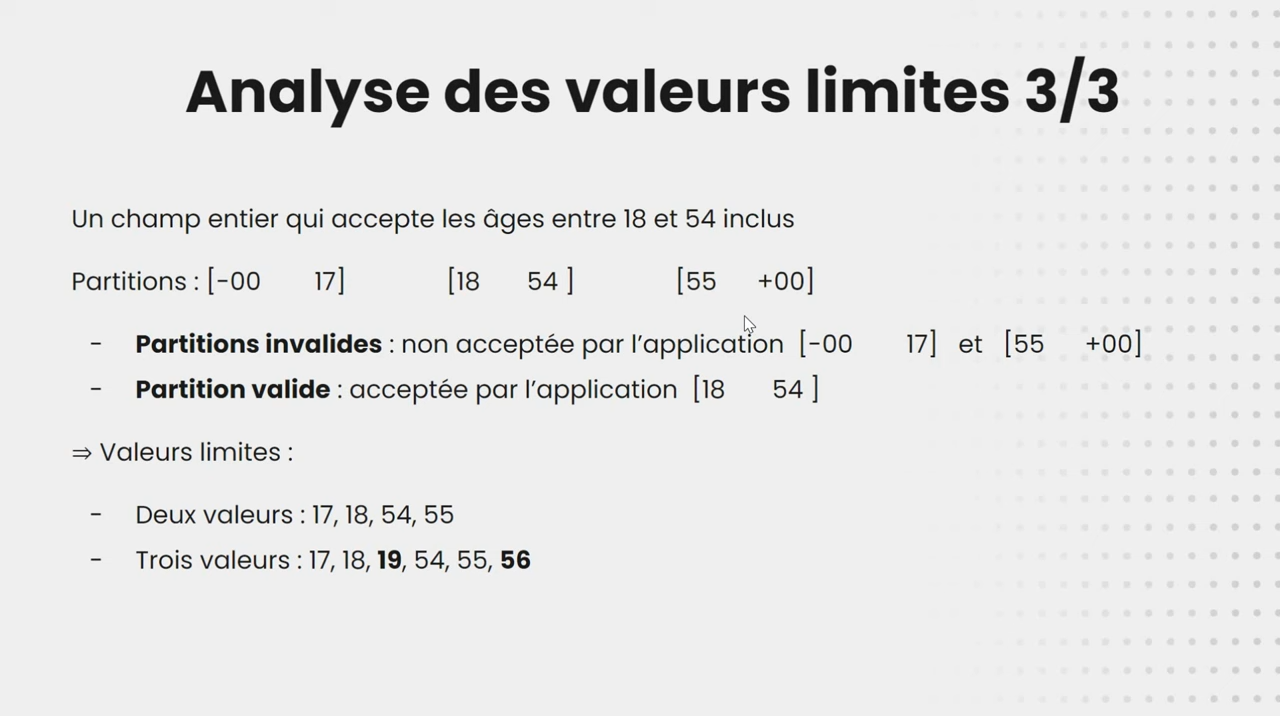 Analyse des valeurs limites 3/3
Un champ entier qui accepte les âges entre 18 et 54 inclus
Partitions : [-00 17] [18 54 ] [55 +00]
- Partitions invalides : non acceptée par l'application [-00 17] et [55 +00]
- Partition valide : acceptée par l'application [18 54 ]
⇒ Valeurs limites :
- Deux valeurs : 17, 18, 54, 55
- Trois valeurs : 17, 18, 19, 54, 55, 56